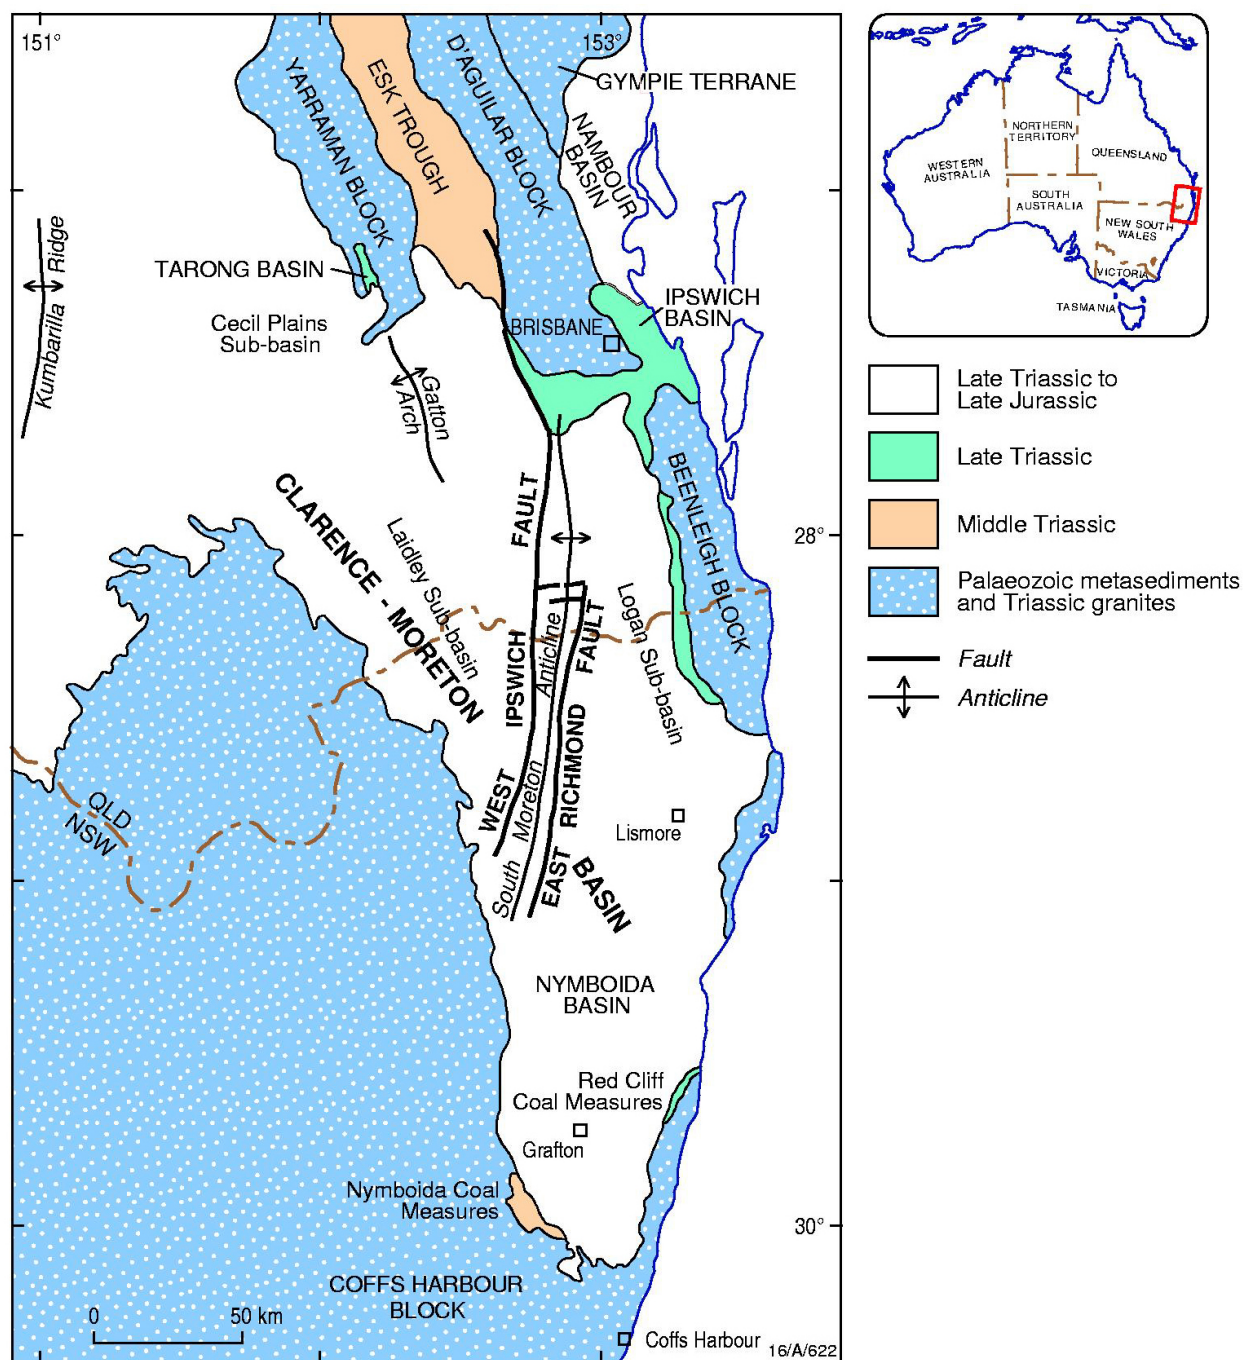 151°
153°
YARRAMAN BLOCK
ESK TROUGH
D'AGUILAR BLOCK
GYMPIE TERRANE
NAMBOUR
BASIN
Kumbarilla Ridge
TARONG BASIN
Cecil Plains
Sub-basin
IPSWICH
BASIN
BRISBANE
Gatton
Arch
CLARENCE - MORETON
BASIN
Laidley Sub-basin
WEST IPSWICH FAULT
South Moreton Anticline
EAST RICHMOND FAULT
Logan Sub-basin
BEENLEIGH BLOCK
28°
QLD
NSW
Lismore
NYMBOIDA
BASIN
Red Cliff
Coal Measures
Grafton
Nymboida Coal
Measures
30°
COFFS HARBOUR
BLOCK
0
50 km
Coffs Harbour
16/A/622
NORTHERN
TERRITORY
QUEENSLAND
WESTERN
AUSTRALIA
SOUTH
AUSTRALIA
NEW SOUTH
WALES
VICTORIA
TASMANIA
Late Triassic to
Late Jurassic
Late Triassic
Middle Triassic
Palaeozoic metasediments
and Triassic granites
Fault
Anticline